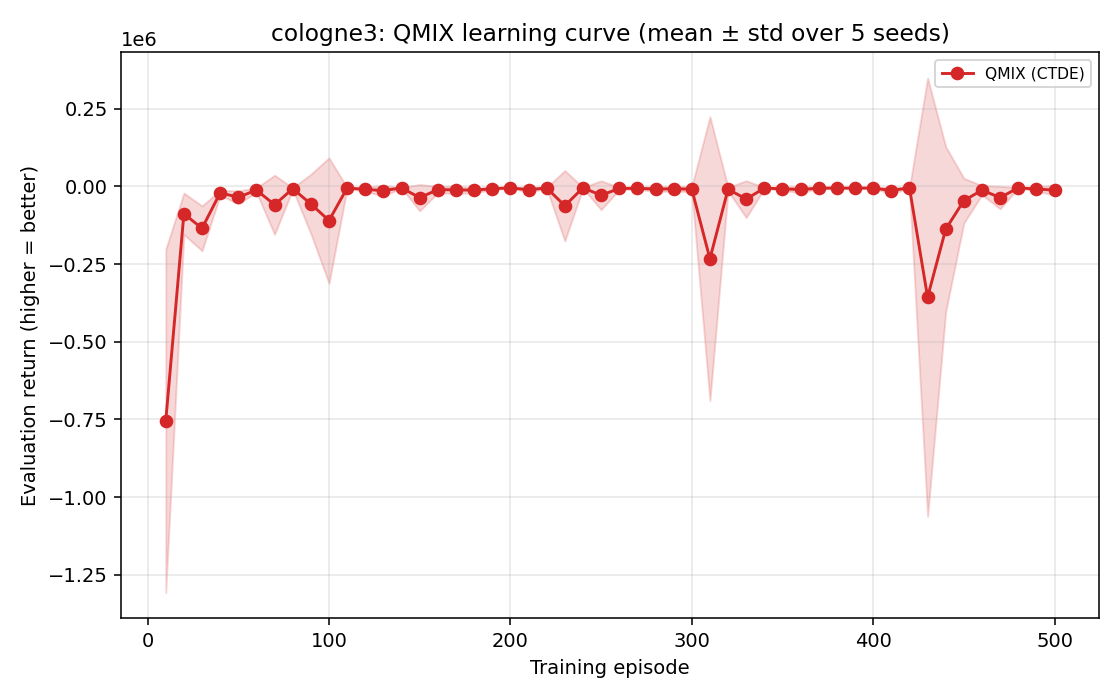 cologne3: QMIX learning curve (mean ± std over 5 seeds)
1e6
QMIX (CTDE)
Evaluation return (higher = better)
0.25
0.00
−0.25
−0.50
−0.75
−1.00
−1.25
0 100 200 300 400 500
Training episode